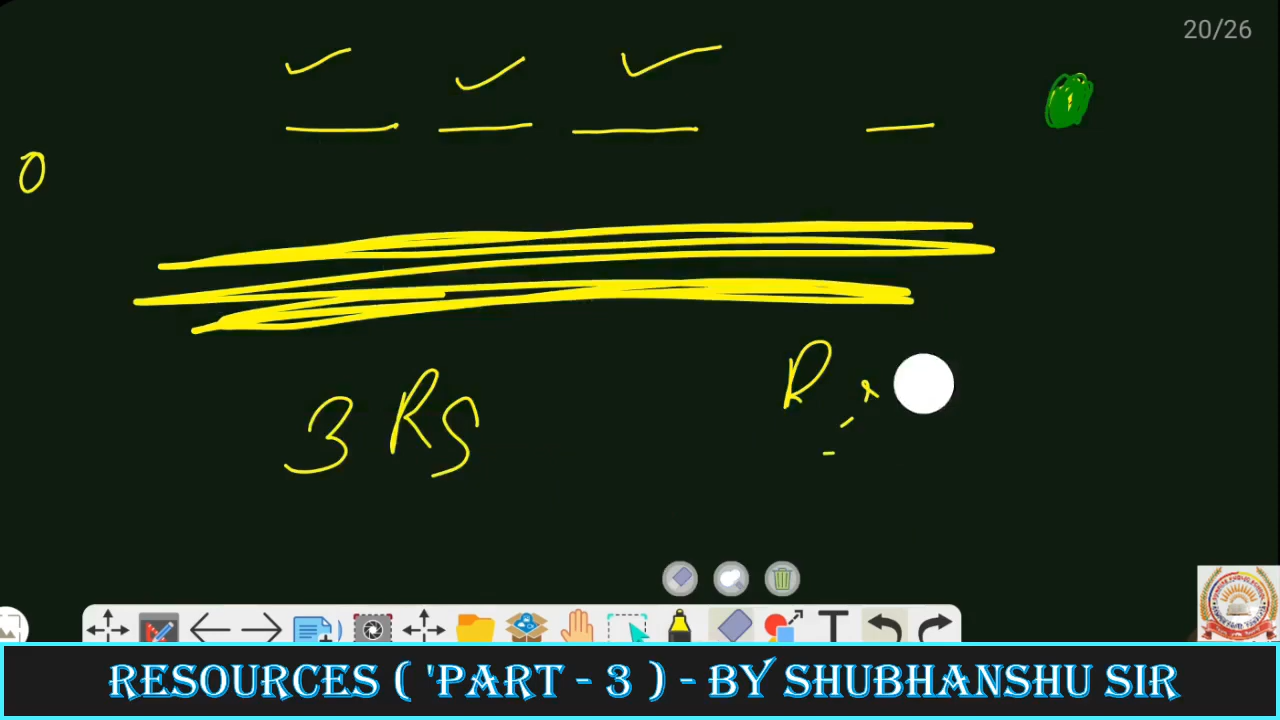 20/26
0
3 Rs
R
RESOURCES ( 'PART - 3 ) - BY SHUBHANSHU SIR